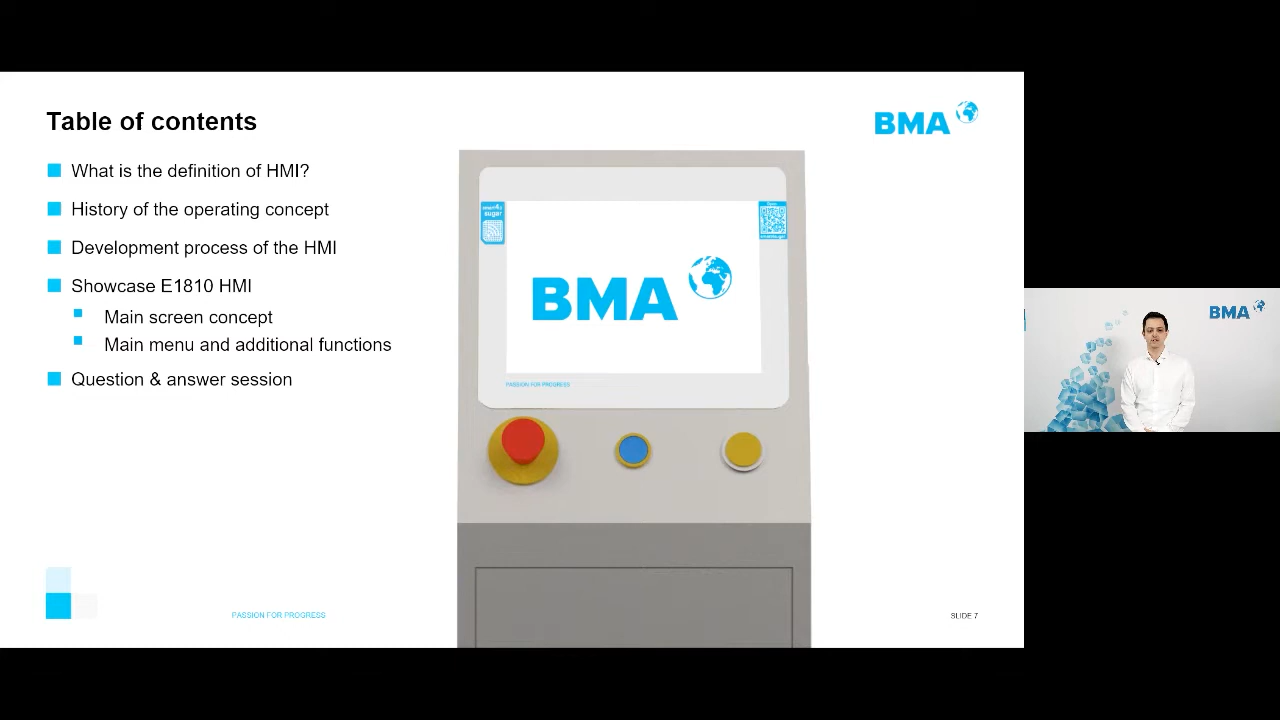 Table of contents
BMA
What is the definition of HMI?
History of the operating concept
Development process of the HMI
Showcase E1810 HMI
Main screen concept
Main menu and additional functions
Question & answer session
sugar
BMA
PASSION FOR PROGRESS
BMA
PASSION FOR PROGRESS
SLIDE 7